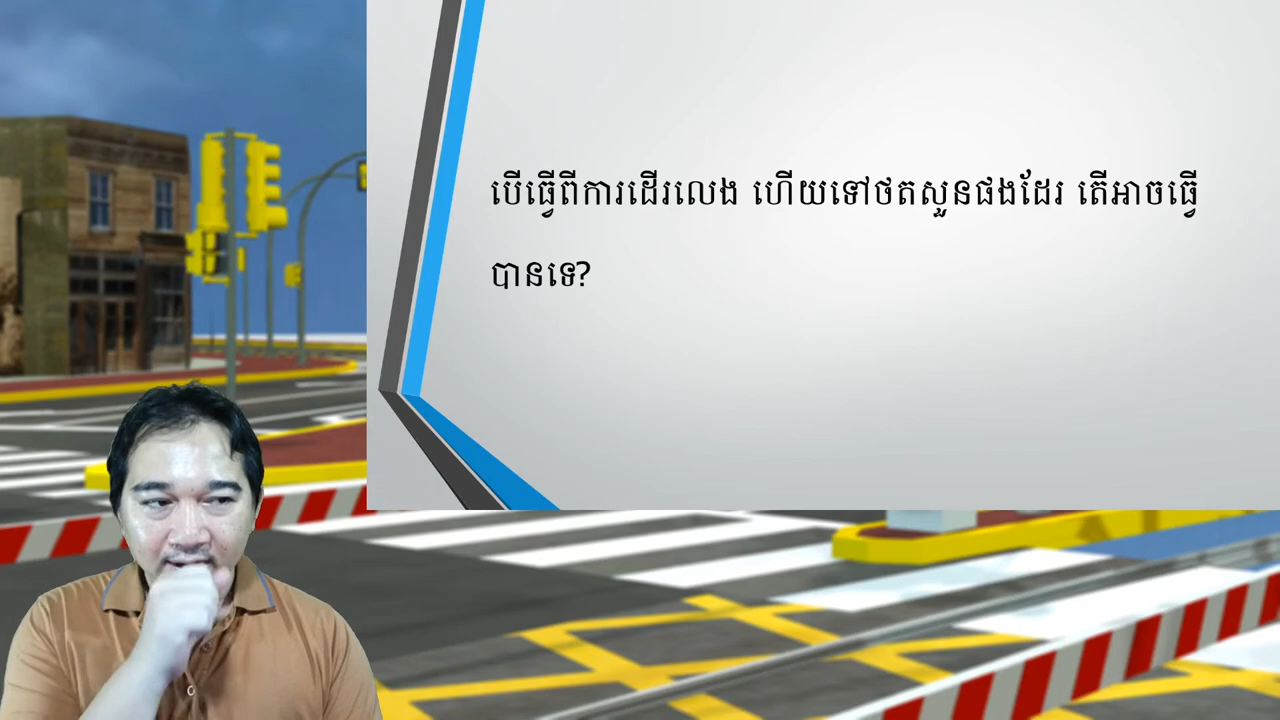 បើធ្វើពីការដើរលេង ហើយទៅថតសួនផងដែរ តើអាចធ្វើ
បានទេ?